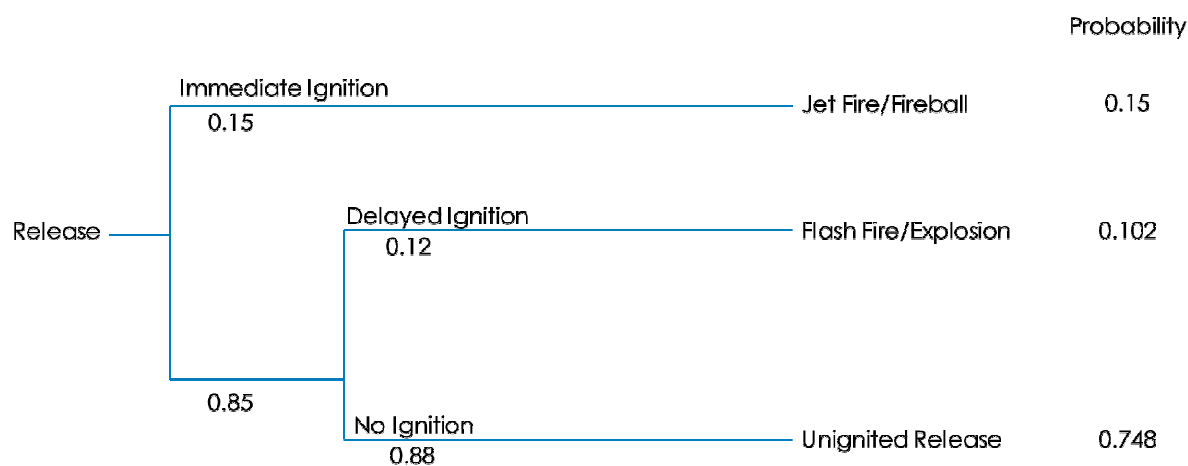 Probability
Immediate Ignition
0.15
Jet Fire/Fireball
0.15
Release
Delayed Ignition
0.12
Flash Fire/Explosion
0.102
0.85
No Ignition
0.88
Unignited Release
0.748